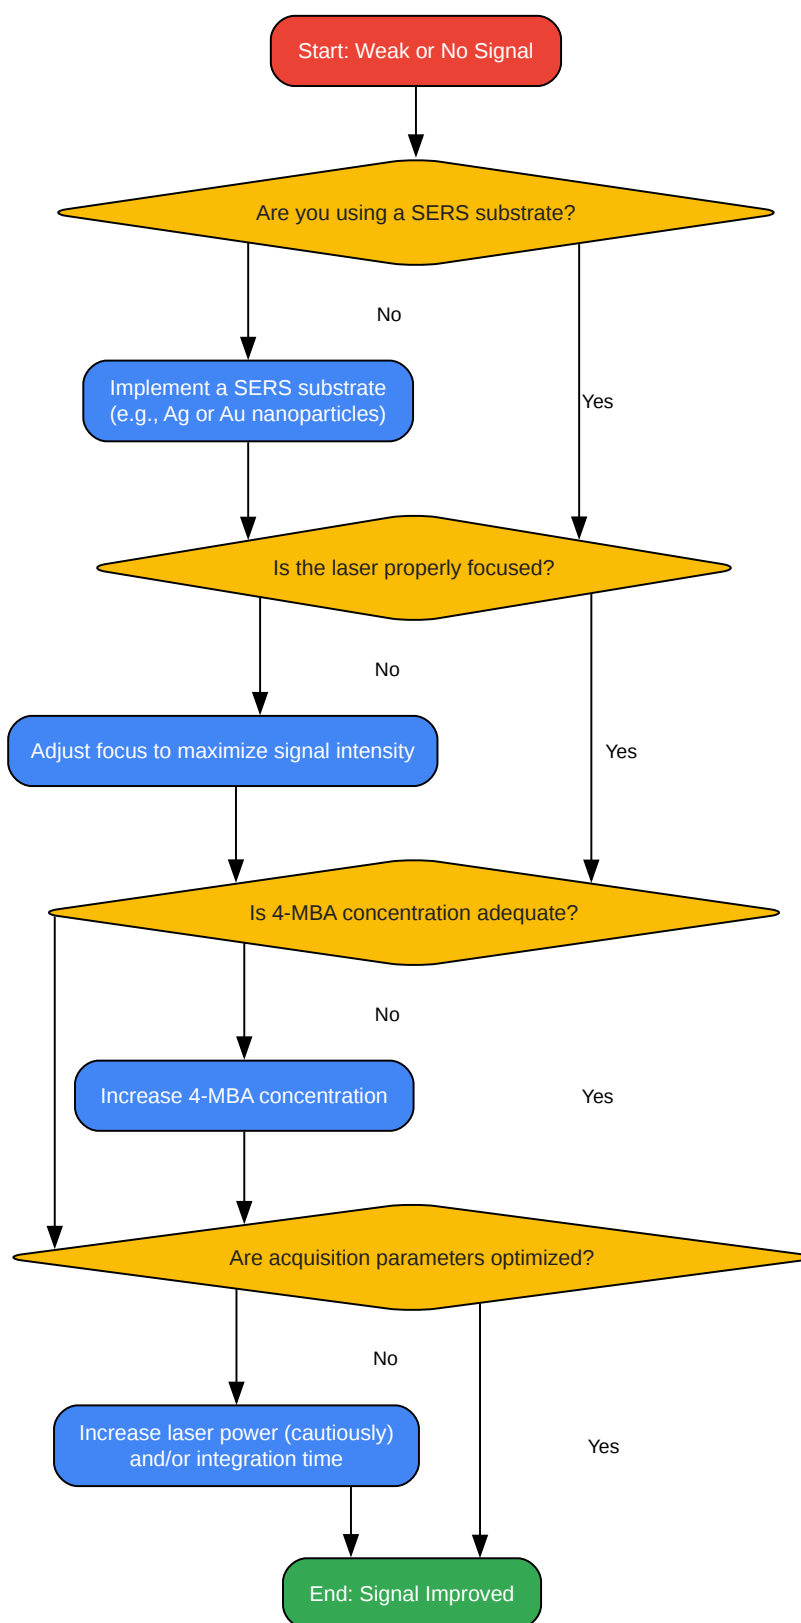 Start: Weak or No Signal
Are you using a SERS substrate?
No
Implement a SERS substrate
(e.g., Ag or Au nanoparticles)
Yes
Is the laser properly focused?
No
Adjust focus to maximize signal intensity
Yes
Is 4-MBA concentration adequate?
No
Increase 4-MBA concentration
Yes
Are acquisition parameters optimized?
No
Increase laser power (cautiously)
and/or integration time
Yes
End: Signal Improved